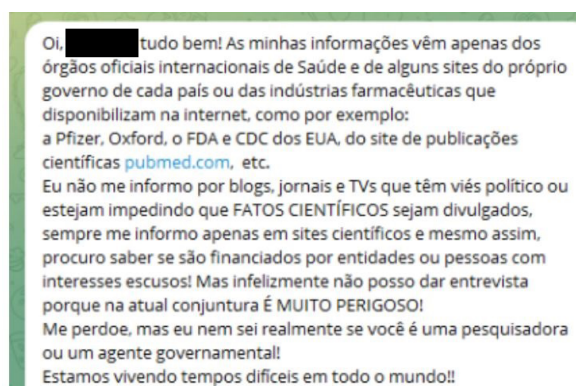 Oi, tudo bem! As minhas informações vêm apenas dos
órgãos oficiais internacionais de Saúde e de alguns sites do próprio
governo de cada país ou das indústrias farmacêuticas que
disponibilizam na internet, como por exemplo:
a Pfizer, Oxford, o FDA e CDC dos EUA, do site de publicações
científicas pubmed.com, etc.
Eu não me informo por blogs, jornais e TVs que têm viés político ou
estejam impedindo que FATOS CIENTÍFICOS sejam divulgados,
sempre me informo apenas em sites científicos e mesmo assim,
procuro saber se são financiados por entidades ou pessoas com
interesses escusos! Mas infelizmente não posso dar entrevista
porque na atual conjuntura É MUITO PERIGOSO!
Me perdoe, mas eu nem sei realmente se você é uma pesquisadora
ou um agente governamental!
Estamos vivendo tempos difíceis em todo o mundo!!